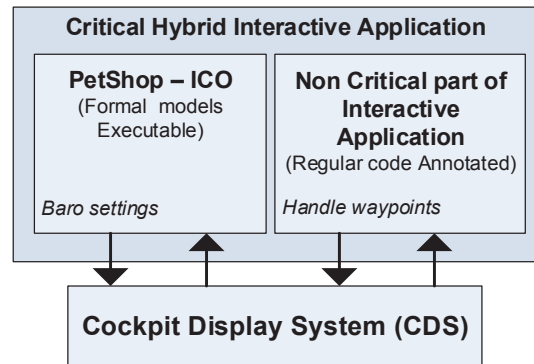 Critical Hybrid Interactive Application
PetShop – ICO
(Formal models
Executable)
Baro settings
Non Critical part of
Interactive
Application
(Regular code Annotated)
Handle waypoints
Cockpit Display System (CDS)